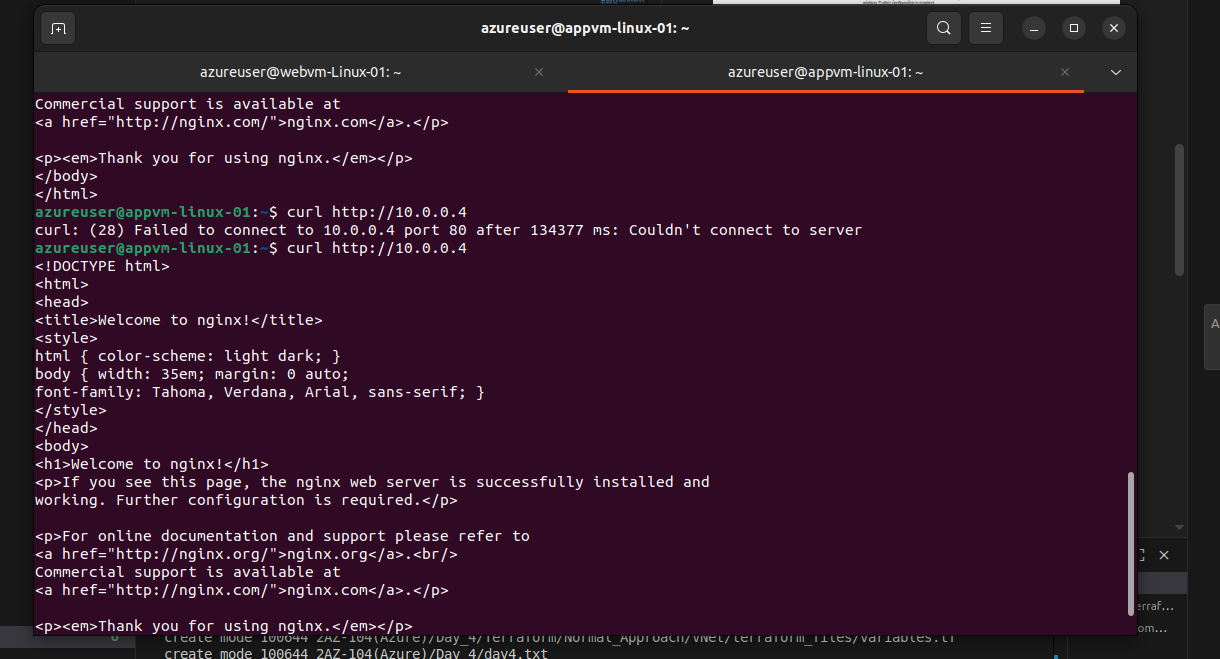 azureuser@appvm-linux-01: ~
azureuser@webvm-Linux-01: ~
azureuser@appvm-linux-01: ~
Commercial support is available at
<a href="http://nginx.com/">nginx.com</a>.</p>
<p><em>Thank you for using nginx.</em></p>
</body>
</html>
azureuser@appvm-linux-01:~$ curl http://10.0.0.4
curl: (28) Failed to connect to 10.0.0.4 port 80 after 134377 ms: Couldn't connect to server
azureuser@appvm-linux-01:~$ curl http://10.0.0.4
<!DOCTYPE html>
<html>
<head>
<title>Welcome to nginx!</title>
<style>
html { color-scheme: light dark; }
body { width: 35em; margin: 0 auto;
font-family: Tahoma, Verdana, Arial, sans-serif; }
</style>
</head>
<body>
<h1>Welcome to nginx!</h1>
<p>If you see this page, the nginx web server is successfully installed and
working. Further configuration is required.</p>
<p>For online documentation and support please refer to
<a href="http://nginx.org/">nginx.org</a>.<br/>
Commercial support is available at
<a href="http://nginx.com/">nginx.com</a>.</p>
<p><em>Thank you for using nginx.</em></p>
create mode 100644 2AZ-104(Azure)/Day_4/Terraform/Normal_Approach/VNet/terraform_files/variables.tf
create mode 100644 2AZ-104(Azure)/Day_4/day4.txt